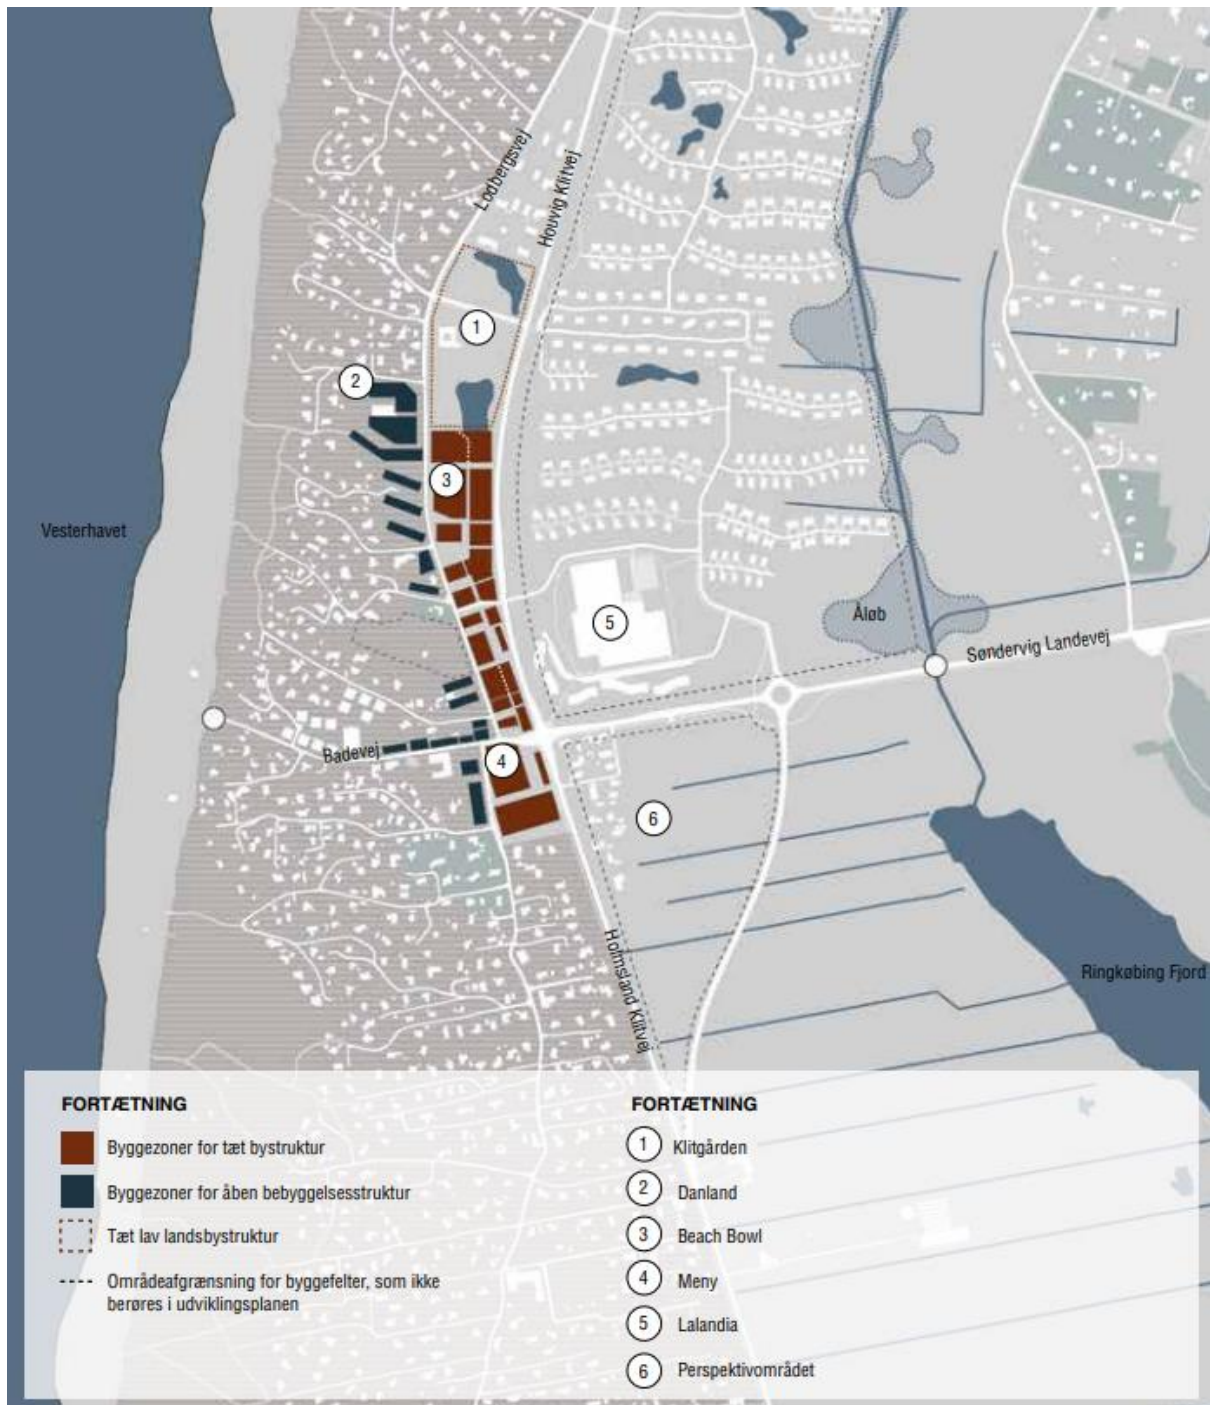 Lodbergsvej
Houvig Klitvej
1
2
3
Vesterhavet
5
Åløb
Søndervig Landevej
Badevej
4
6
Holmsland Klitvej
Ringkøbing Fjord
FORTÆTNING
Byggezoner for tæt bystruktur
Byggezoner for åben bebyggelsesstruktur
Tæt lav landsbystruktur
Områdeafgrænsning for byggefelter, som ikke
berøres i udviklingsplanen
FORTÆTNING
1 Klitgården
2 Danland
3 Beach Bowl
4 Meny
5 Lalandia
6 Perspektivområdet